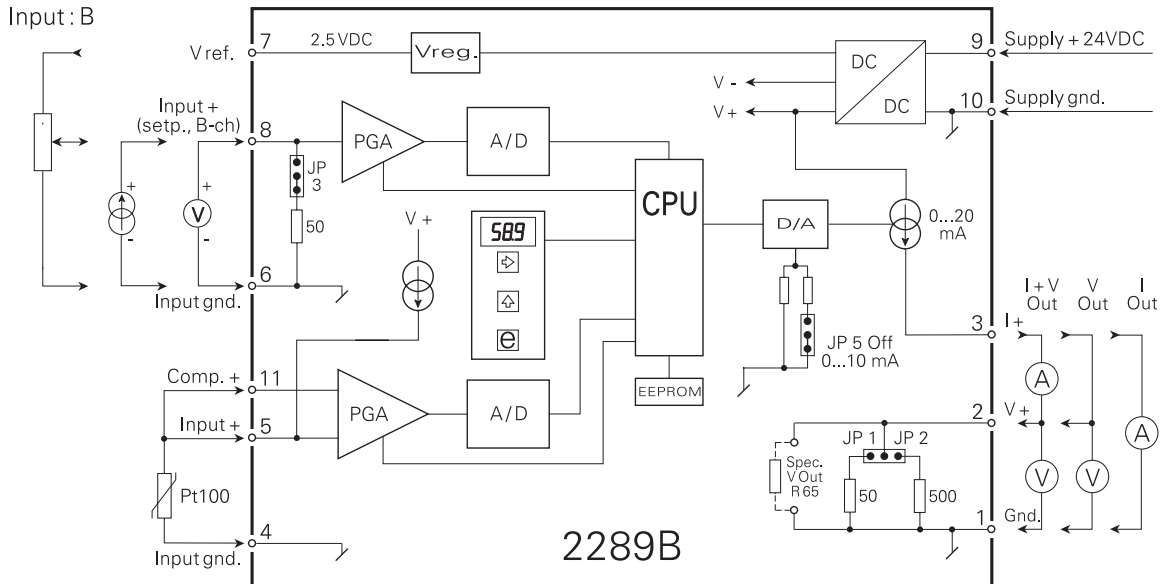 Input : B
V ref.
7
2.5 VDC
Vreg.
DC
DC
9
Supply + 24VDC
V -
V +
10
Supply gnd.
Input +
(setp., B-ch)
8
PGA
A/D
JP
3
50
CPU
+
-
+
V
-
6
Input gnd.
V +
58.9
e
D/A
0...20
mA
JP 5 Off
0...10 mA
I + V
Out
V
Out
I
Out
3
I +
A
A
Comp. +
11
Input +
5
PGA
A/D
EEPROM
2
V +
JP 1
JP 2
Spec.
V Out
R 65
50
500
V
V
Pt100
4
Input gnd.
1
Gnd.
2289B